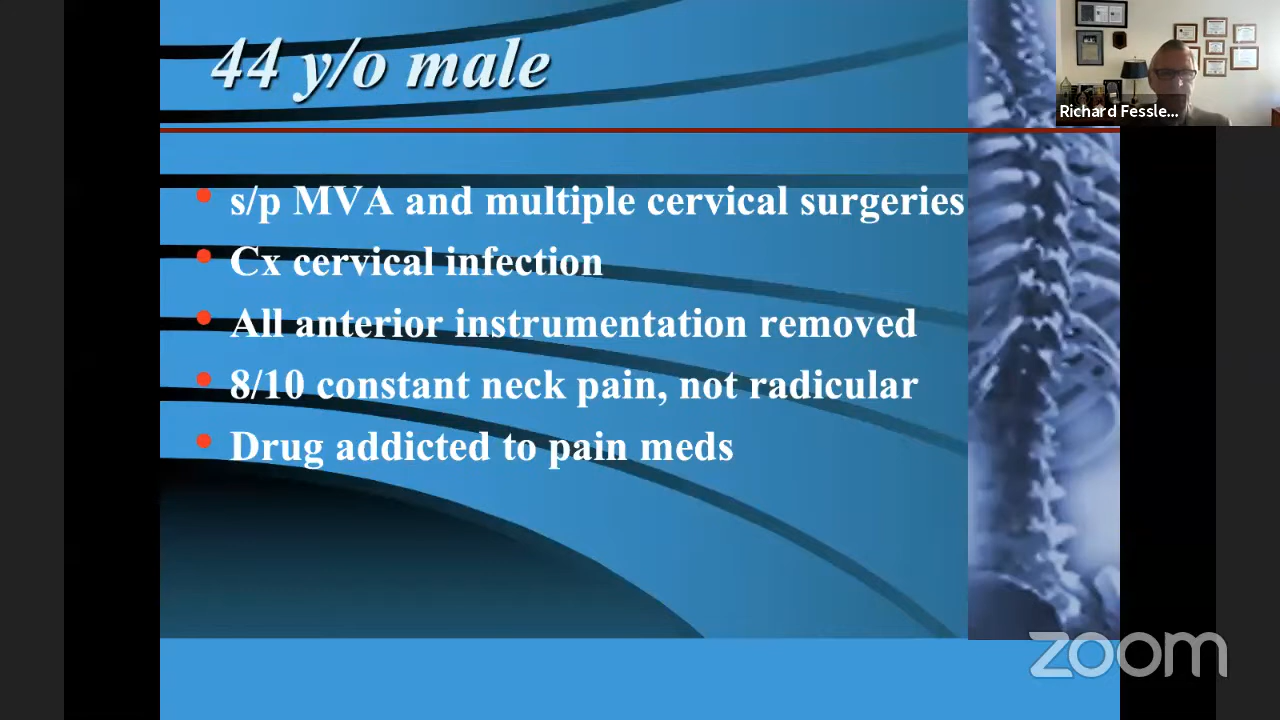 44 y/o male
Richard Fessle...
s/p MVA and multiple cervical surgeries
Cx cervical infection
All anterior instrumentation removed
8/10 constant neck pain, not radicular
Drug addicted to pain meds
zoom